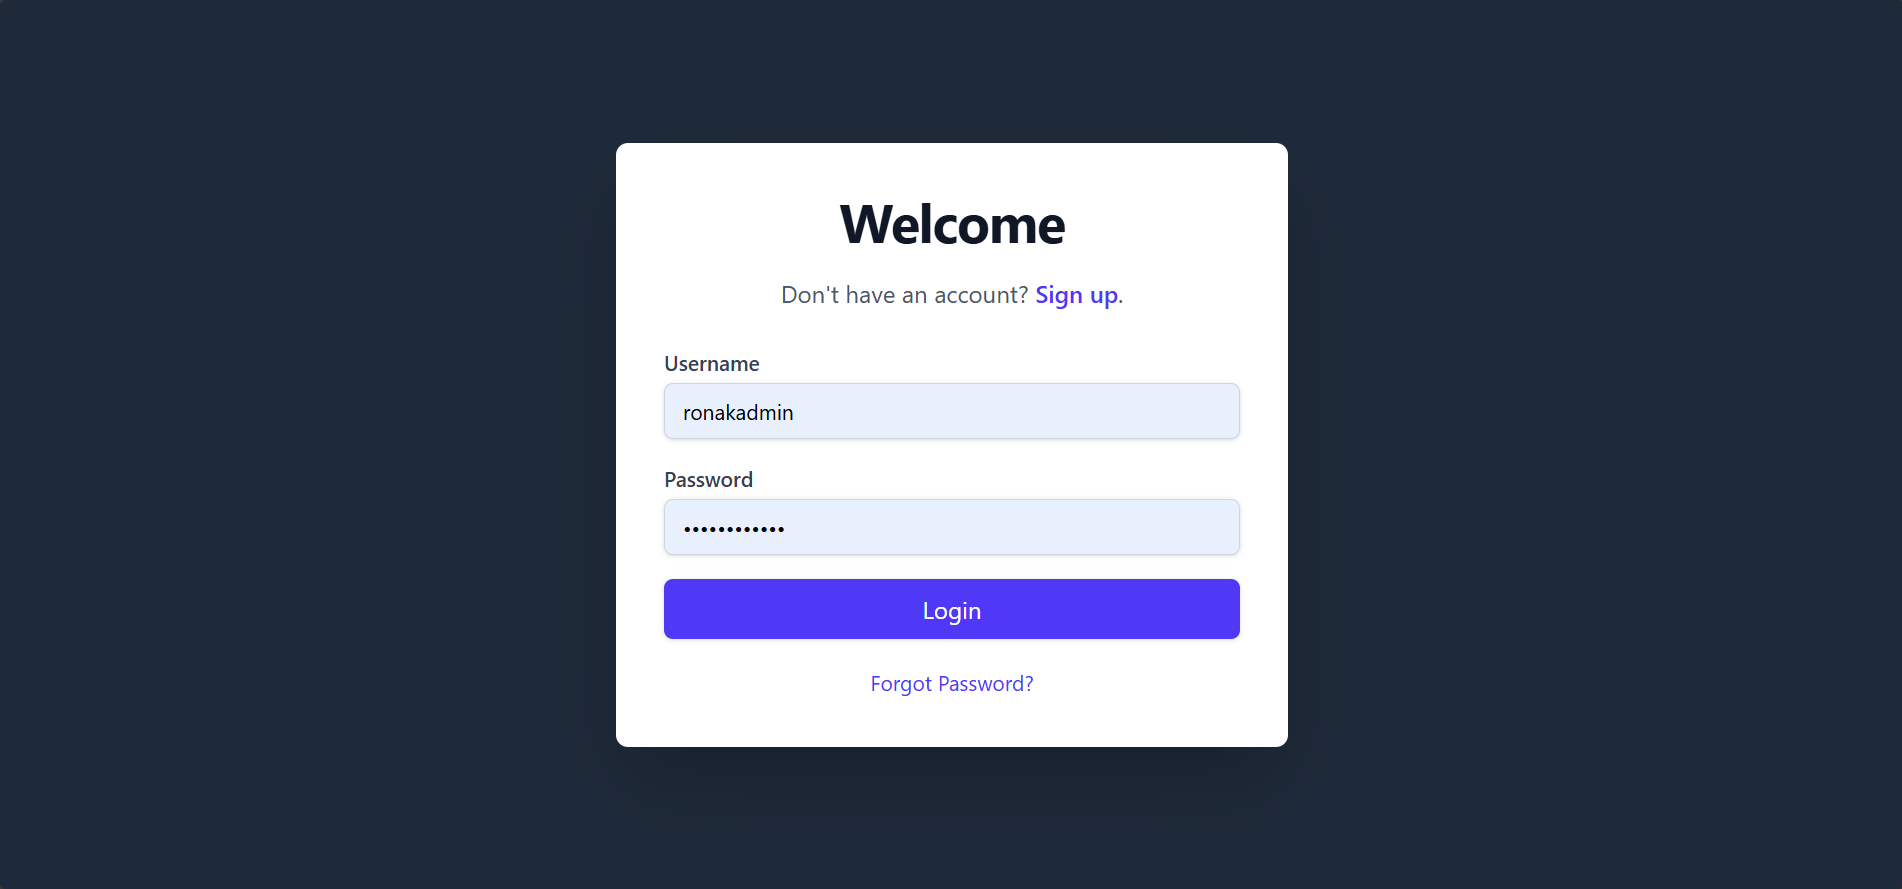 Welcome
Don't have an account? Sign up.
Username
ronakadmin
Password
••••••••••••
Login
Forgot Password?